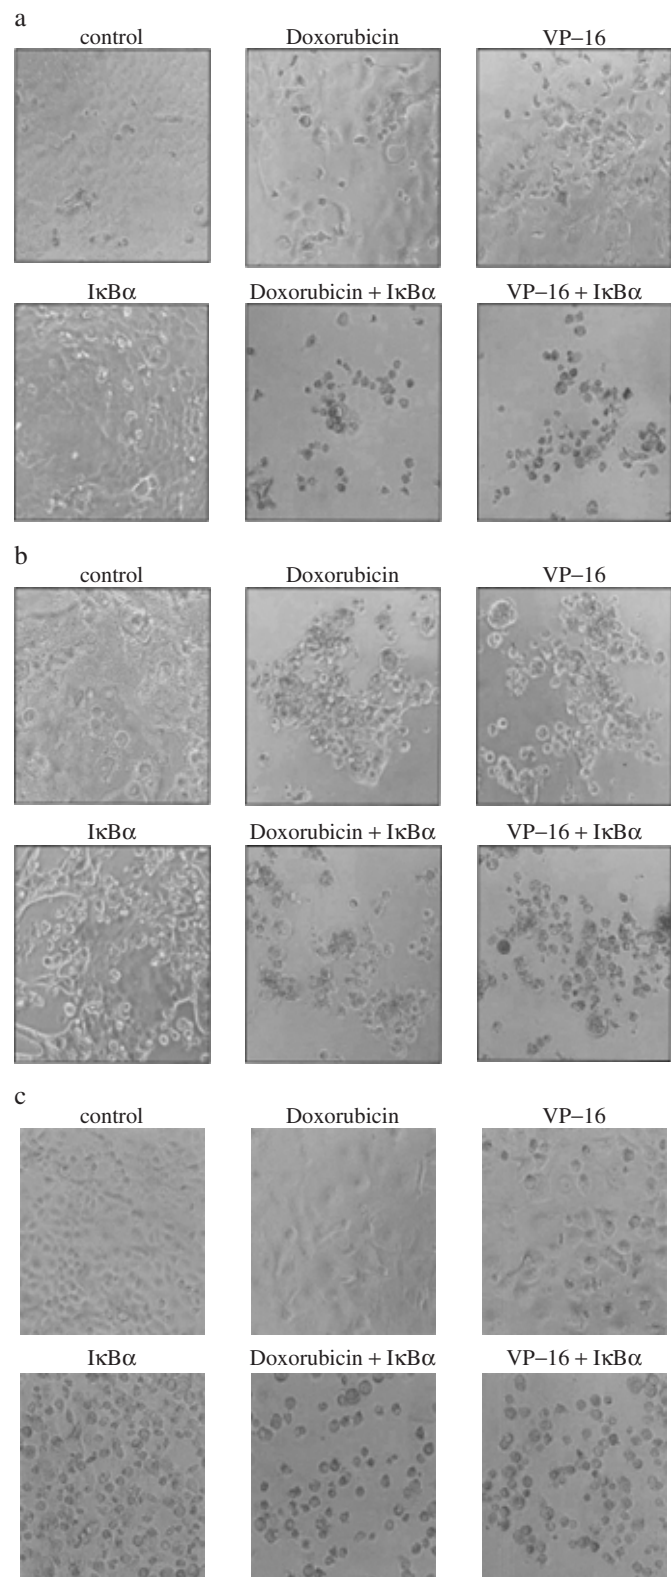 a
control Doxorubicin VP–16
IκBα Doxorubicin + IκBα VP–16 + IκBα
b
control Doxorubicin VP–16
IκBα Doxorubicin + IκBα VP–16 + IκBα
c
control Doxorubicin VP–16
IκBα Doxorubicin + IκBα VP–16 + IκBα